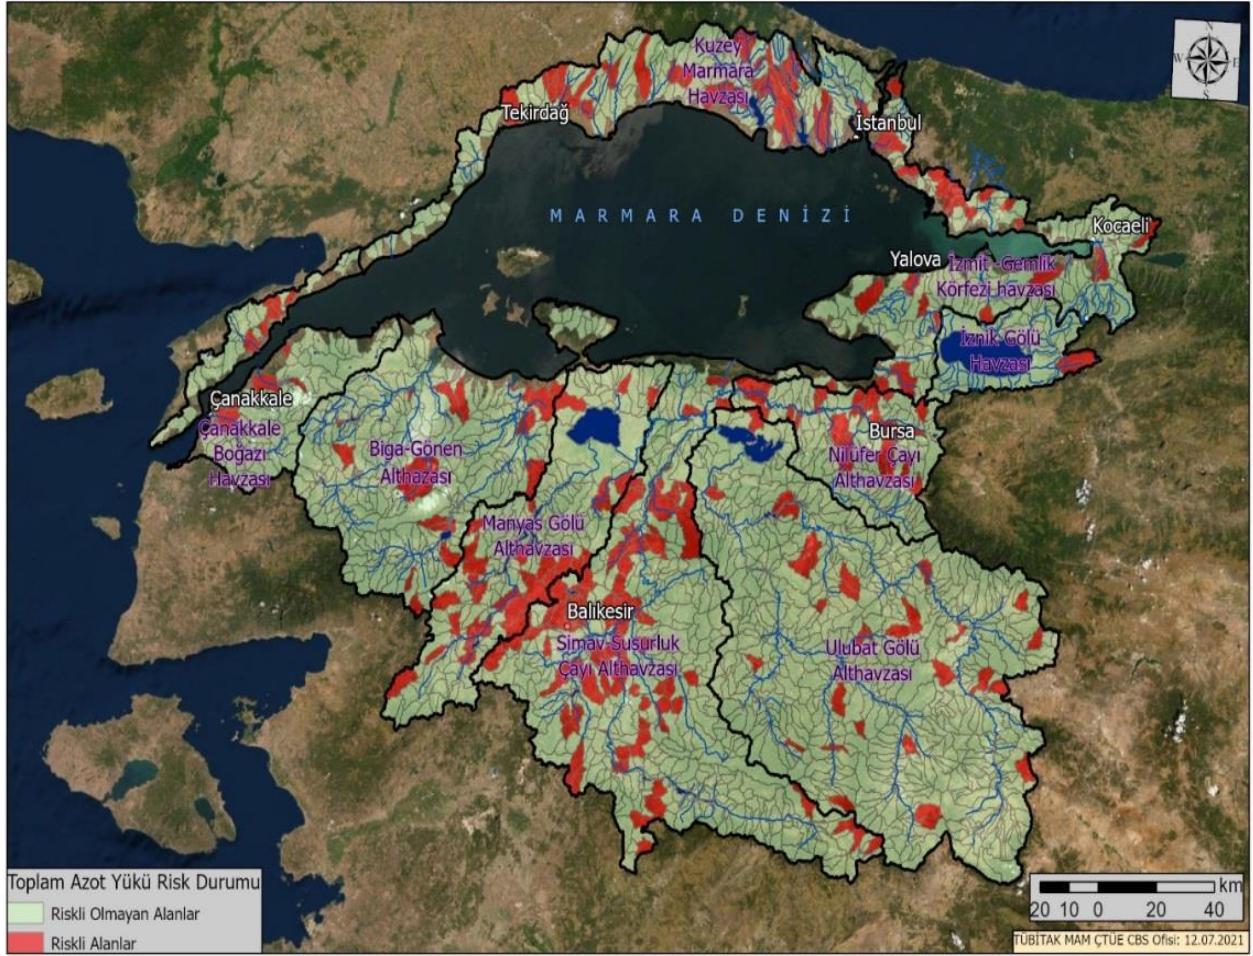 N
W E
S
Kuzey
Marmara
Havzası
Tekirdağ
İstanbul
MARMARA DENİZİ
Kocaeli
Yalova
İzmit -Gemlik
Körfezi havzası
İznik Gölü
Havzası
Çanakkale
Çanakkale
Boğazı
Havzası
Biga-Gönen
Althazası
Bursa
Nilüfer Çayı
Althavzası
Manyas Gölü
Althavzası
Balıkesir
Simav-Susurluk
Çayı Althavzası
Ulubat Gölü
Althavzası
Toplam Azot Yükü Risk Durumu
Riskli Olmayan Alanlar
Riskli Alanlar
km
20 10 0 20 40
TÜBİTAK MAM ÇTÜE CBS Ofisi: 12.07.2021